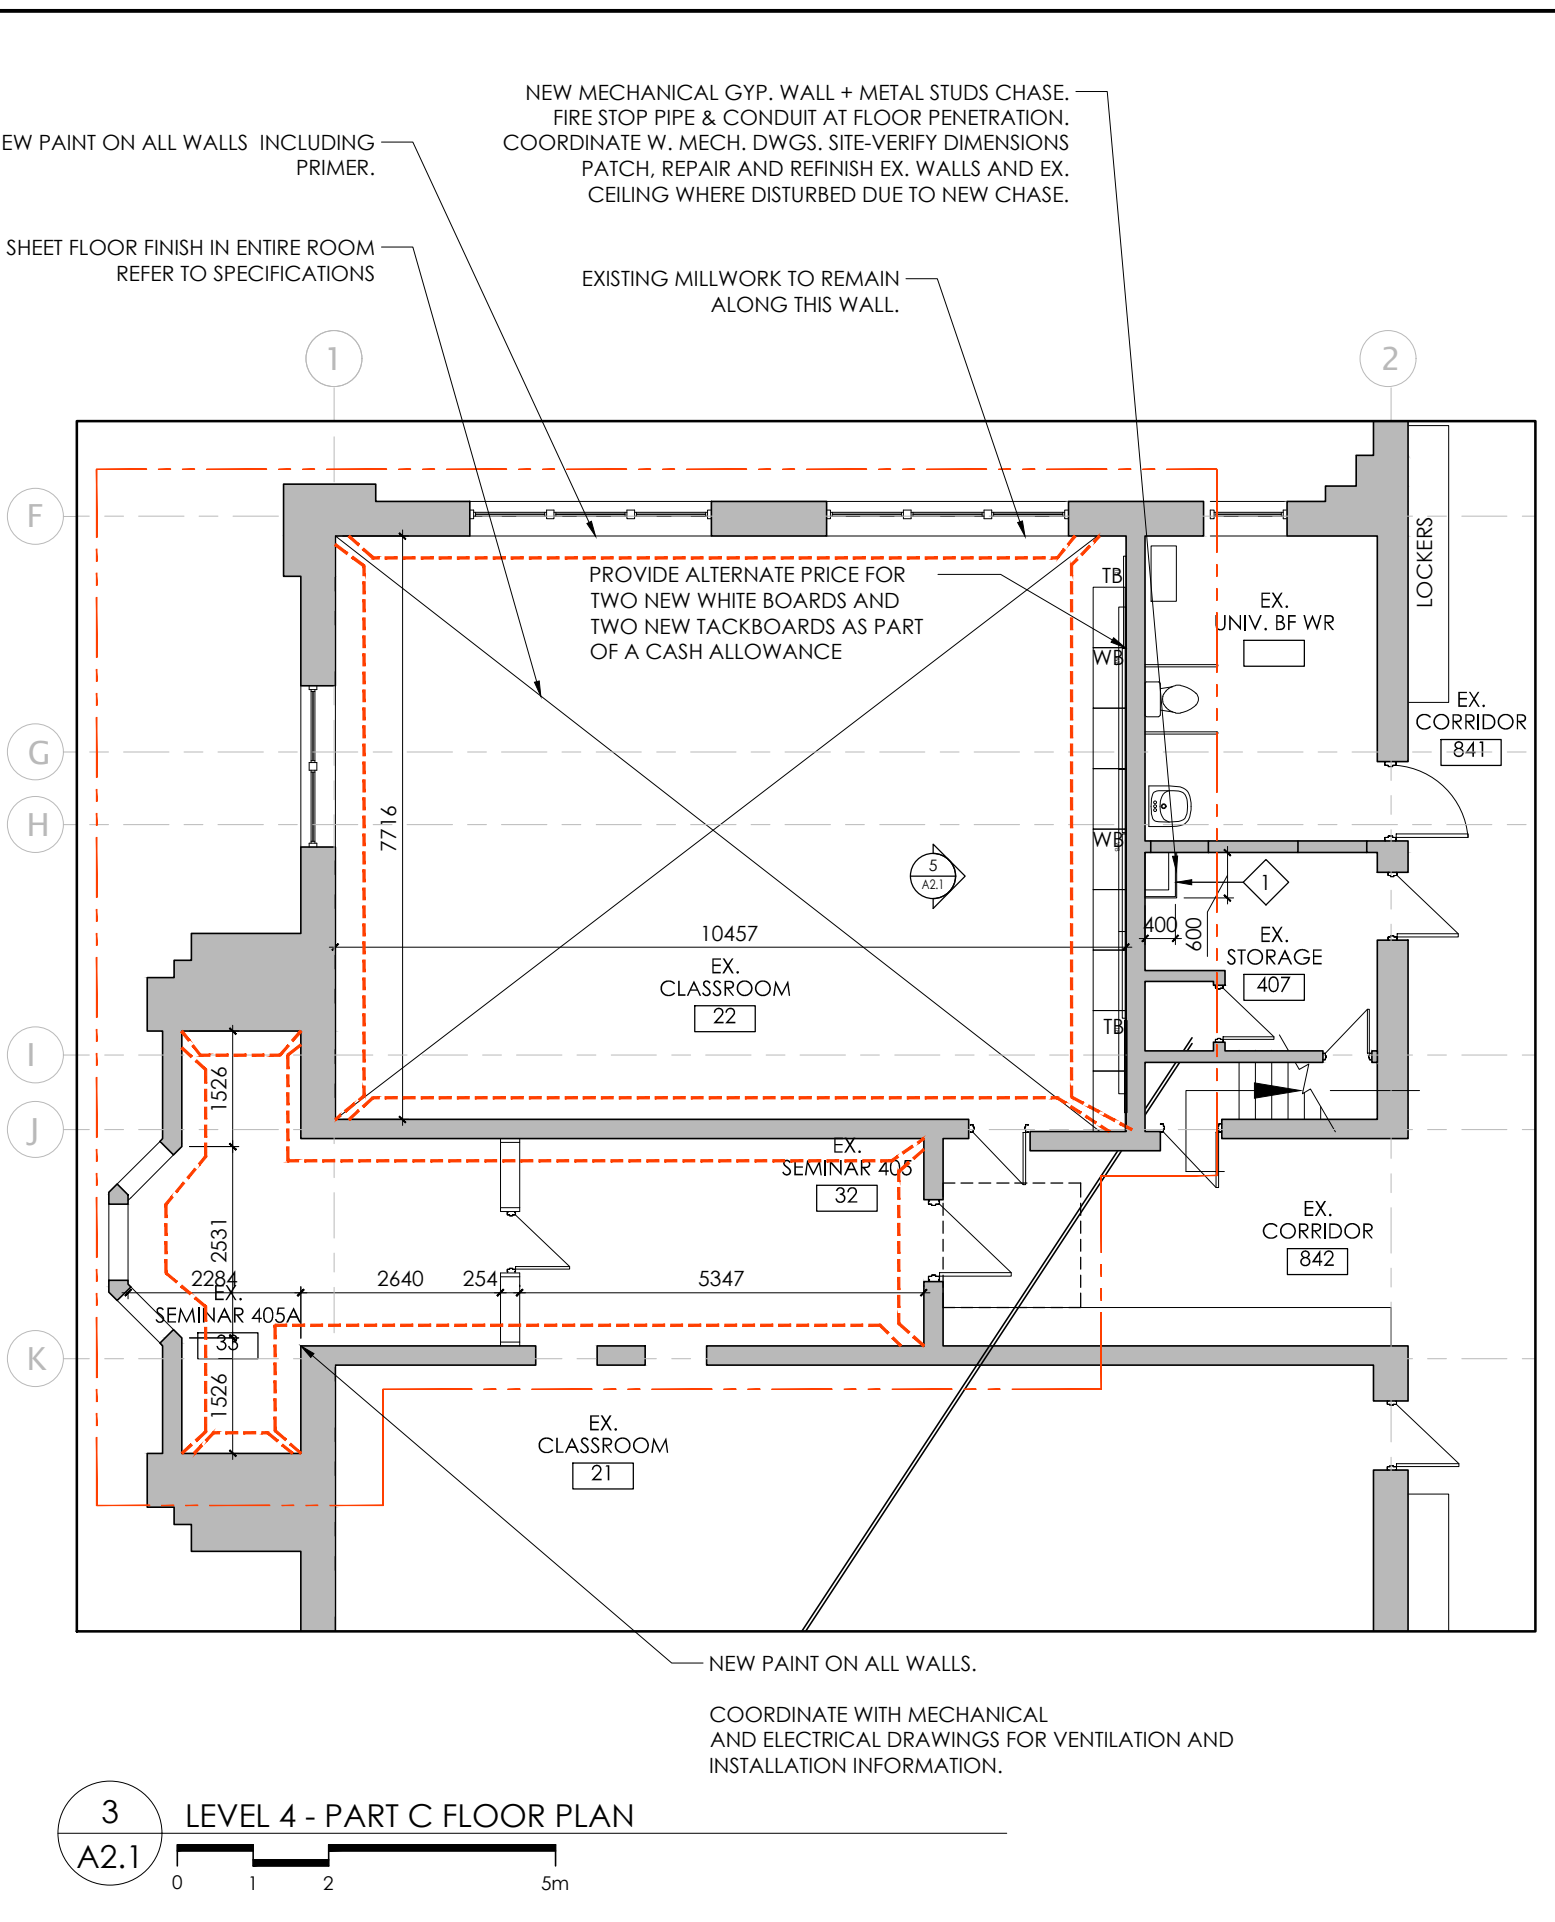 NEW MECHANICAL GYP. WALL + METAL STUDS CHASE.
FIRE STOP PIPE & CONDUIT AT FLOOR PENETRATION.
COORDINATE W. MECH. DWGS. SITE-VERIFY DIMENSIONS
PATCH, REPAIR AND REFINISH EX. WALLS AND EX.
CEILING WHERE DISTURBED DUE TO NEW CHASE.
EW PAINT ON ALL WALLS INCLUDING
PRIMER.
SHEET FLOOR FINISH IN ENTIRE ROOM
REFER TO SPECIFICATIONS
EXISTING MILLWORK TO REMAIN
ALONG THIS WALL.
1
2
F
G
H
I
J
K
PROVIDE ALTERNATE PRICE FOR
TWO NEW WHITE BOARDS AND
TWO NEW TACKBOARDS AS PART
OF A CASH ALLOWANCE
TB
WB
WB
TB
EX.
UNIV. BF WR
LOCKERS
EX.
CORRIDOR
841
7716
5
A2.1
1
400
600
10457
EX.
CLASSROOM
22
EX.
STORAGE
407
1526
2531
1526
EX.
SEMINAR 405
32
EX.
CORRIDOR
842
2284
2640
254
5347
EX.
SEMINAR 405A
33
EX.
CLASSROOM
21
NEW PAINT ON ALL WALLS.
COORDINATE WITH MECHANICAL
AND ELECTRICAL DRAWINGS FOR VENTILATION AND
INSTALLATION INFORMATION.
3
A2.1
LEVEL 4 - PART C FLOOR PLAN
0 1 2 5m